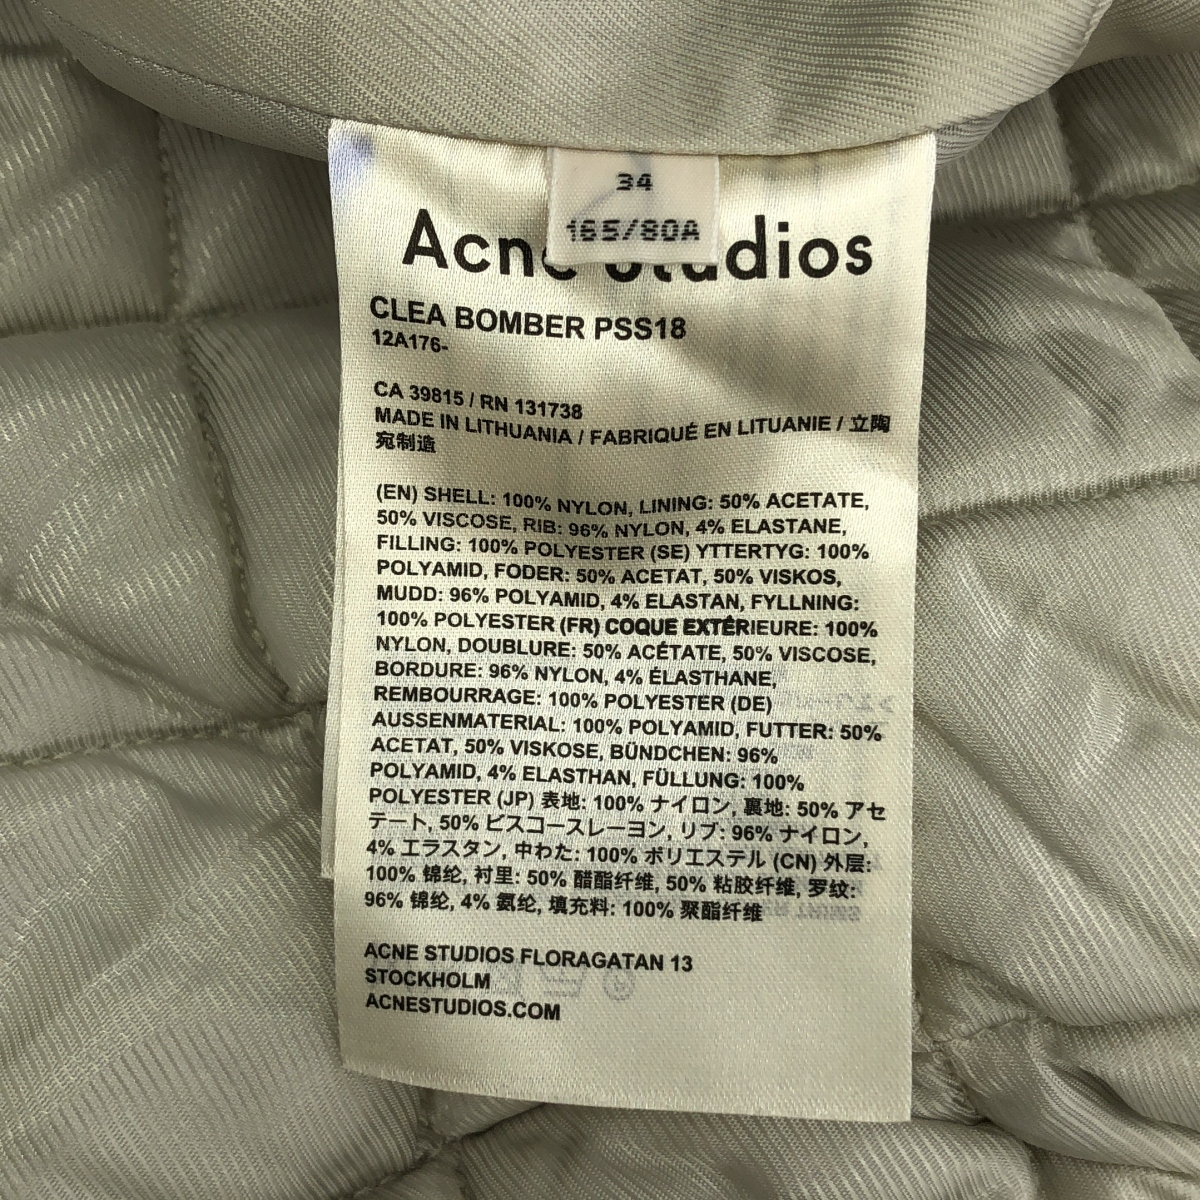 34
165/80A
Acne Studios
CLEA BOMBER PSS18
12A176-
CA 39815 / RN 131738
MADE IN LITHUANIA / FABRIQUÉ EN LITUANIE / 立陶
宛制造
(EN) SHELL: 100% NYLON, LINING: 50% ACETATE,
50% VISCOSE, RIB: 96% NYLON, 4% ELASTANE,
FILLING: 100% POLYESTER (SE) YTTERTYG: 100%
POLYAMID, FODER: 50% ACETAT, 50% VISKOS,
MUDD: 96% POLYAMID, 4% ELASTAN, FYLLNING:
100% POLYESTER (FR) COQUE EXTÉRIEURE: 100%
NYLON, DOUBLURE: 50% ACÉTATE, 50% VISCOSE,
BORDURE: 96% NYLON, 4% ÉLASTHANE,
REMBOURRAGE: 100% POLYESTER (DE)
AUSSENMATERIAL: 100% POLYAMID, FUTTER: 50%
ACETAT, 50% VISKOSE, BÜNDCHEN: 96%
POLYAMID, 4% ELASTHAN, FÜLLUNG: 100%
POLYESTER (JP) 表地: 100% ナイロン, 裏地: 50% アセ
テート, 50% ビスコースレーヨン, リブ: 96% ナイロン,
4% エラスタン, 中わた: 100% ポリエステル (CN) 外层:
100% 锦纶, 衬里: 50% 醋酯纤维, 50% 粘胶纤维, 罗纹:
96% 锦纶, 4% 氨纶, 填充料: 100% 聚酯纤维
ACNE STUDIOS FLORAGATAN 13
STOCKHOLM
ACNESTUDIOS.COM